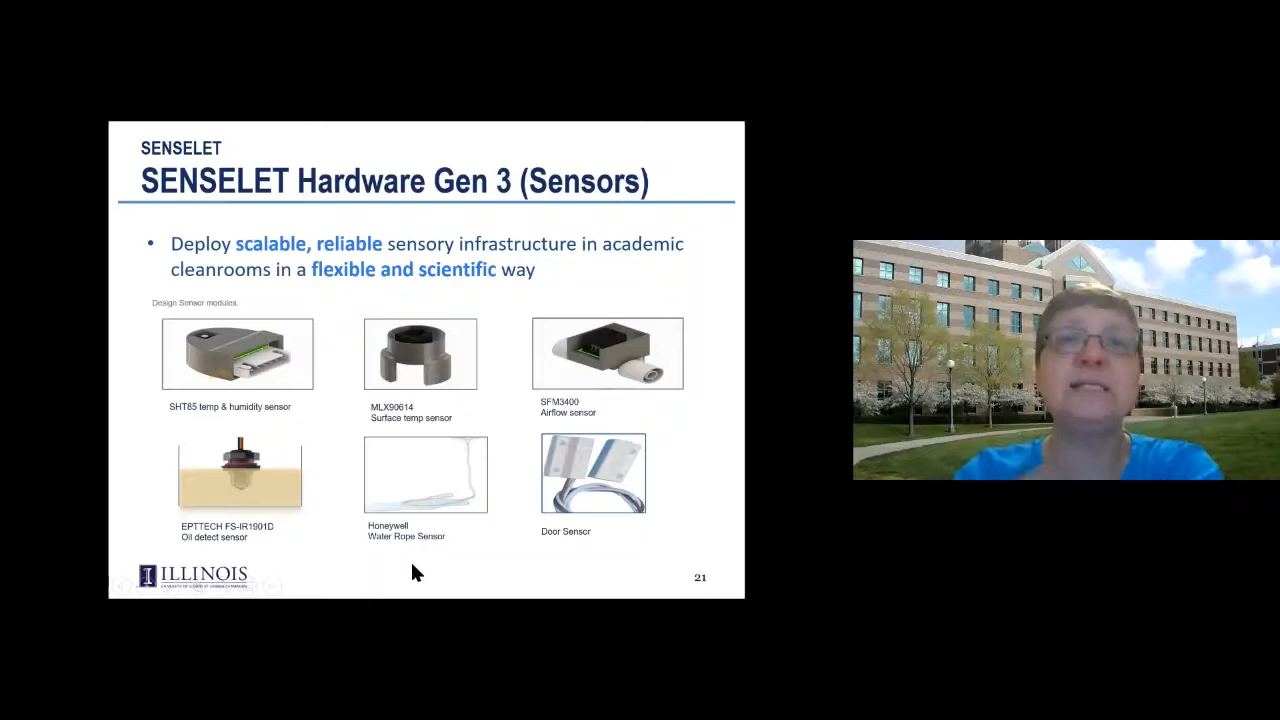 SENSELET
SENSELET Hardware Gen 3 (Sensors)
• Deploy scalable, reliable sensory infrastructure in academic
cleanrooms in a flexible and scientific way
Design Sensor modules.
SHT85 temp & humidity sensor
MLX90614
Surface temp sensor
SFM3400
Airflow sensor
EPTTECH FS-IR1901D
Oil detect sensor
Honeywell
Water Rope Sensor
Door Sensor
I ILLINOIS
21